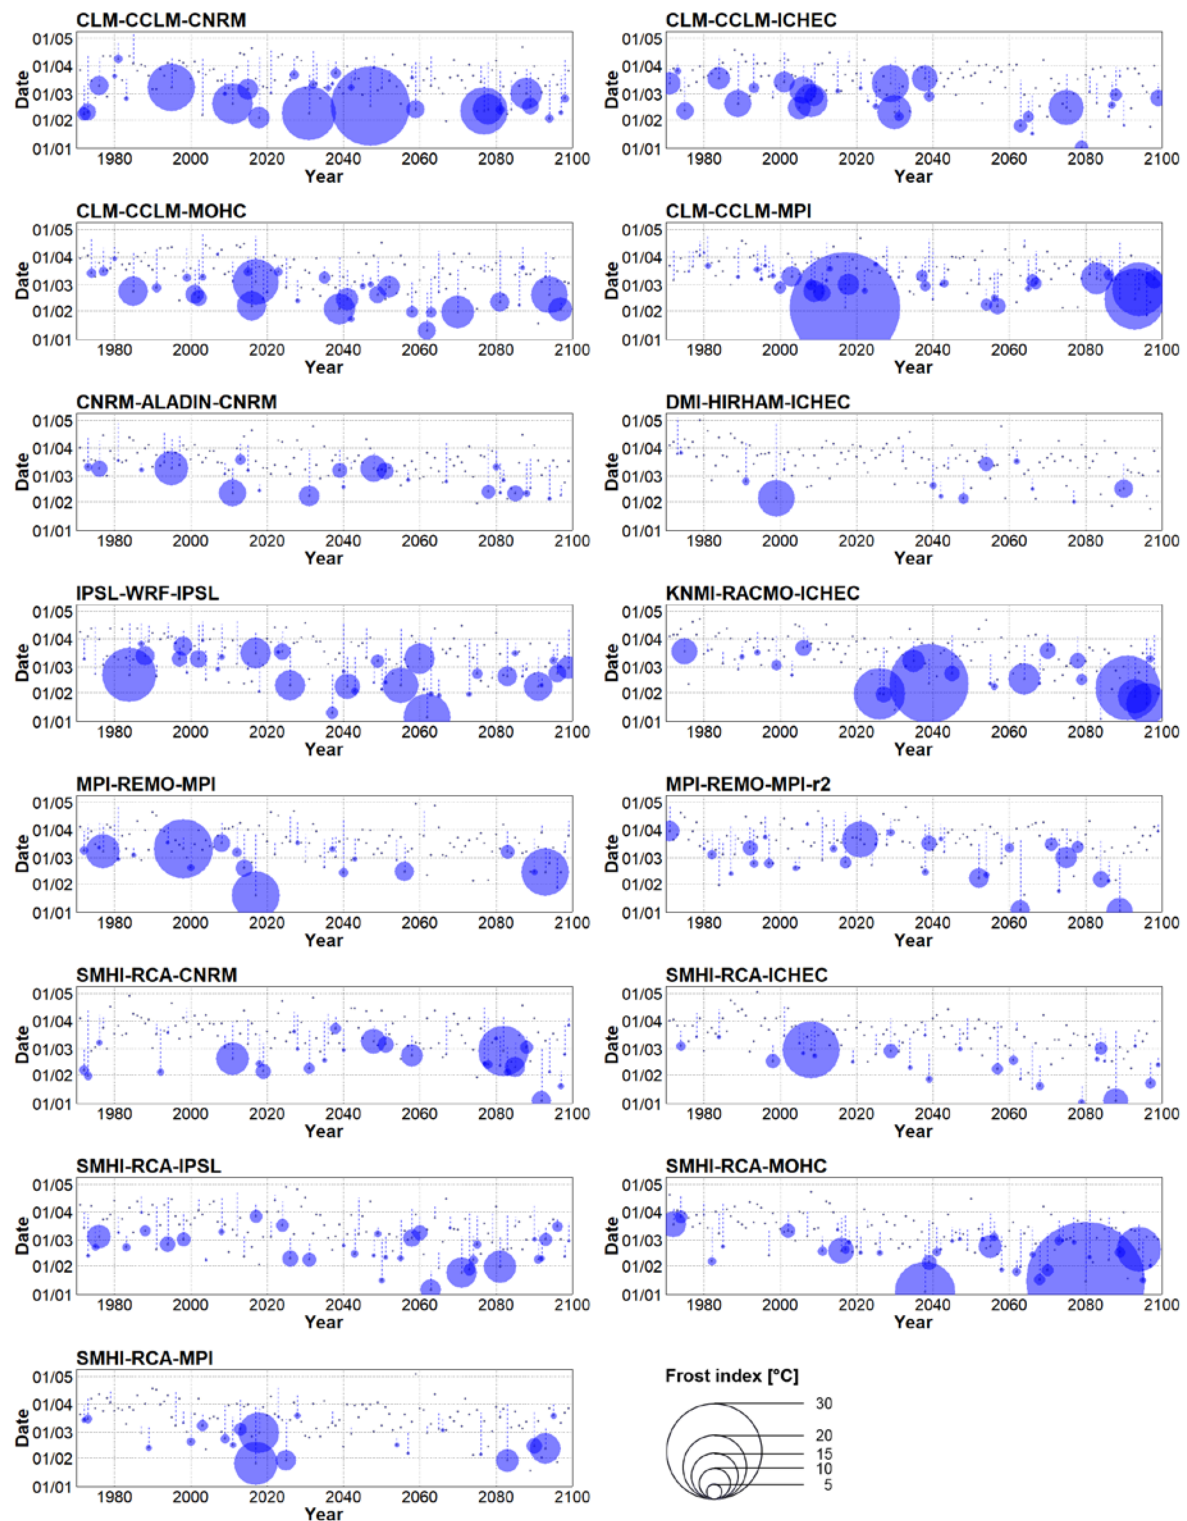 CLM-CCLM-CNRM
Date
01/05
01/04
01/03
01/02
01/01
1980 2000 2020 2040 2060 2080 2100
Year
CLM-CCLM-ICHEC
Date
01/05
01/04
01/03
01/02
01/01
1980 2000 2020 2040 2060 2080 2100
Year
CLM-CCLM-MOHC
Date
01/05
01/04
01/03
01/02
01/01
1980 2000 2020 2040 2060 2080 2100
Year
CLM-CCLM-MPI
Date
01/05
01/04
01/03
01/02
01/01
1980 2000 2020 2040 2060 2080 2100
Year
CNRM-ALADIN-CNRM
Date
01/05
01/04
01/03
01/02
01/01
1980 2000 2020 2040 2060 2080 2100
Year
DMI-HIRHAM-ICHEC
Date
01/05
01/04
01/03
01/02
01/01
1980 2000 2020 2040 2060 2080 2100
Year
IPSL-WRF-IPSL
Date
01/05
01/04
01/03
01/02
01/01
1980 2000 2020 2040 2060 2080 2100
Year
KNMI-RACMO-ICHEC
Date
01/05
01/04
01/03
01/02
01/01
1980 2000 2020 2040 2060 2080 2100
Year
MPI-REMO-MPI
Date
01/05
01/04
01/03
01/02
01/01
1980 2000 2020 2040 2060 2080 2100
Year
MPI-REMO-MPI-r2
Date
01/05
01/04
01/03
01/02
01/01
1980 2000 2020 2040 2060 2080 2100
Year
SMHI-RCA-CNRM
Date
01/05
01/04
01/03
01/02
01/01
1980 2000 2020 2040 2060 2080 2100
Year
SMHI-RCA-ICHEC
Date
01/05
01/04
01/03
01/02
01/01
1980 2000 2020 2040 2060 2080 2100
Year
SMHI-RCA-IPSL
Date
01/05
01/04
01/03
01/02
01/01
1980 2000 2020 2040 2060 2080 2100
Year
SMHI-RCA-MOHC
Date
01/05
01/04
01/03
01/02
01/01
1980 2000 2020 2040 2060 2080 2100
Year
SMHI-RCA-MPI
Date
01/05
01/04
01/03
01/02
01/01
1980 2000 2020 2040 2060 2080 2100
Year
Frost index [°C]
30
20
15
10
5